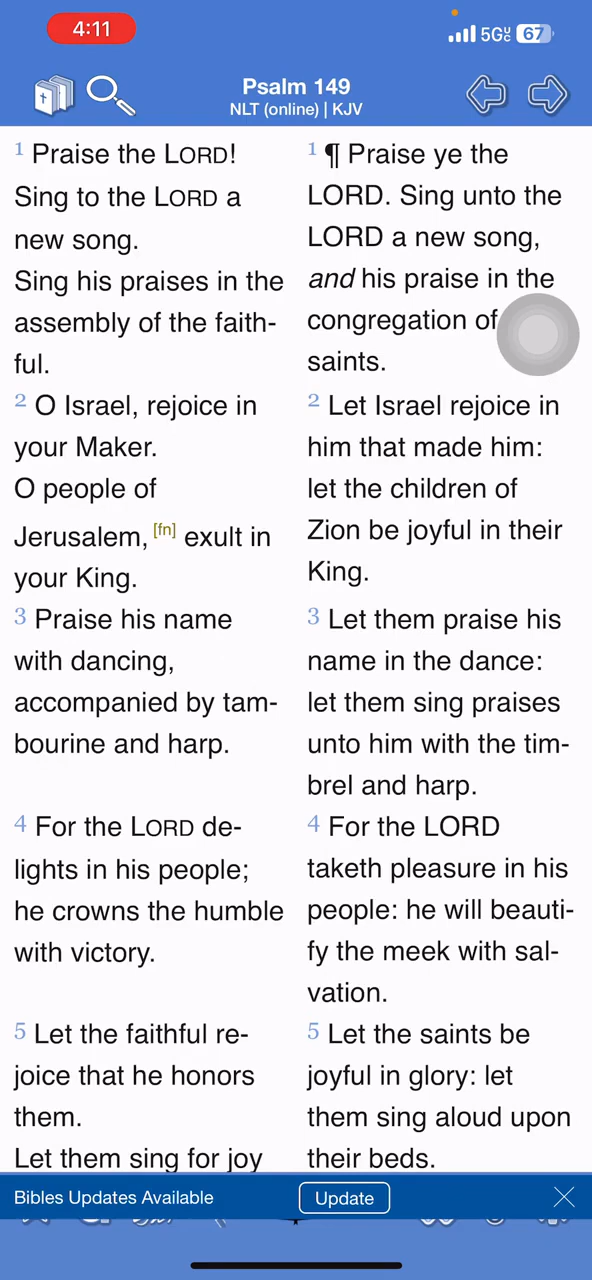 4:11
5G UC 67
Psalm 149
NLT (online) | KJV
1 Praise the LORD!
Sing to the LORD a
new song.
Sing his praises in the
assembly of the faith-
ful.
2 O Israel, rejoice in
your Maker.
O people of
Jerusalem, [fn] exult in
your King.
3 Praise his name
with dancing,
accompanied by tam-
bourine and harp.
4 For the LORD de-
lights in his people;
he crowns the humble
with victory.
5 Let the faithful re-
joice that he honors
them.
Let them sing for joy
1 ¶ Praise ye the
LORD. Sing unto the
LORD a new song,
and his praise in the
congregation of
saints.
2 Let Israel rejoice in
him that made him:
let the children of
Zion be joyful in their
King.
3 Let them praise his
name in the dance:
let them sing praises
unto him with the tim-
brel and harp.
4 For the LORD
taketh pleasure in his
people: he will beauti-
fy the meek with sal-
vation.
5 Let the saints be
joyful in glory: let
them sing aloud upon
their beds.
Bibles Updates Available
Update